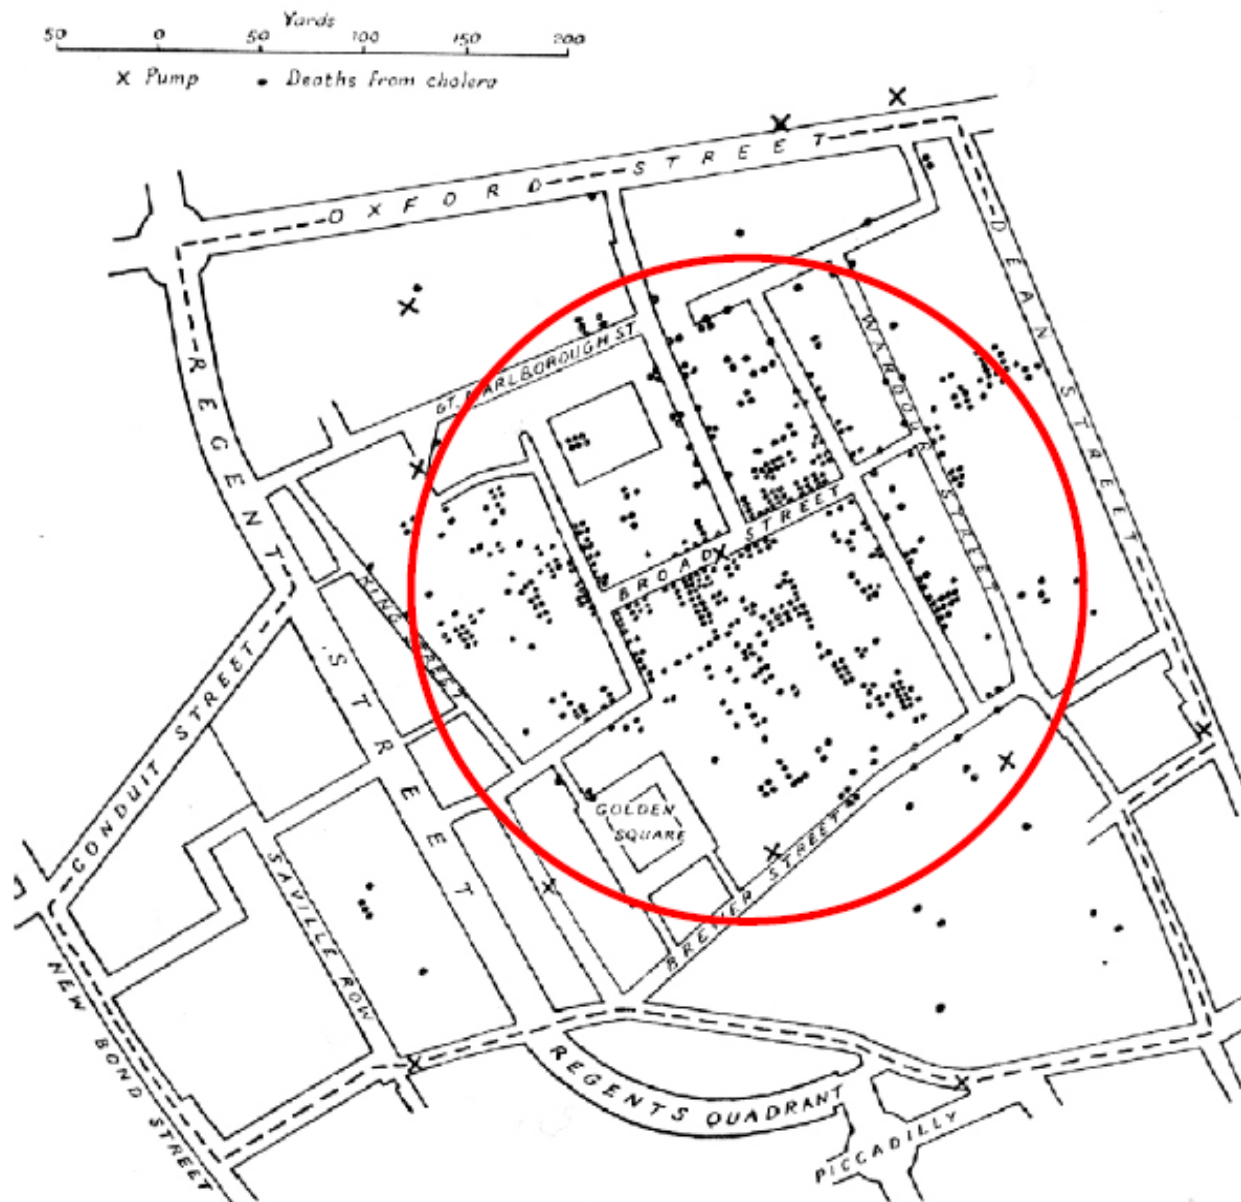 Yards
50 0 50 100 150 200
X Pump • Deaths from cholera
OXFORD STREET
DEAN STREET
WARDOUR STREET
GT. MARLBOROUGH ST.
REGENT STREET
BROAD STREET
KING STREET
CONDUIT STREET
GOLDEN
SQUARE
BREWER STREET
SAVILLE ROW
NEW BOND STREET
REGENTS QUADRANT
PICCADILLY